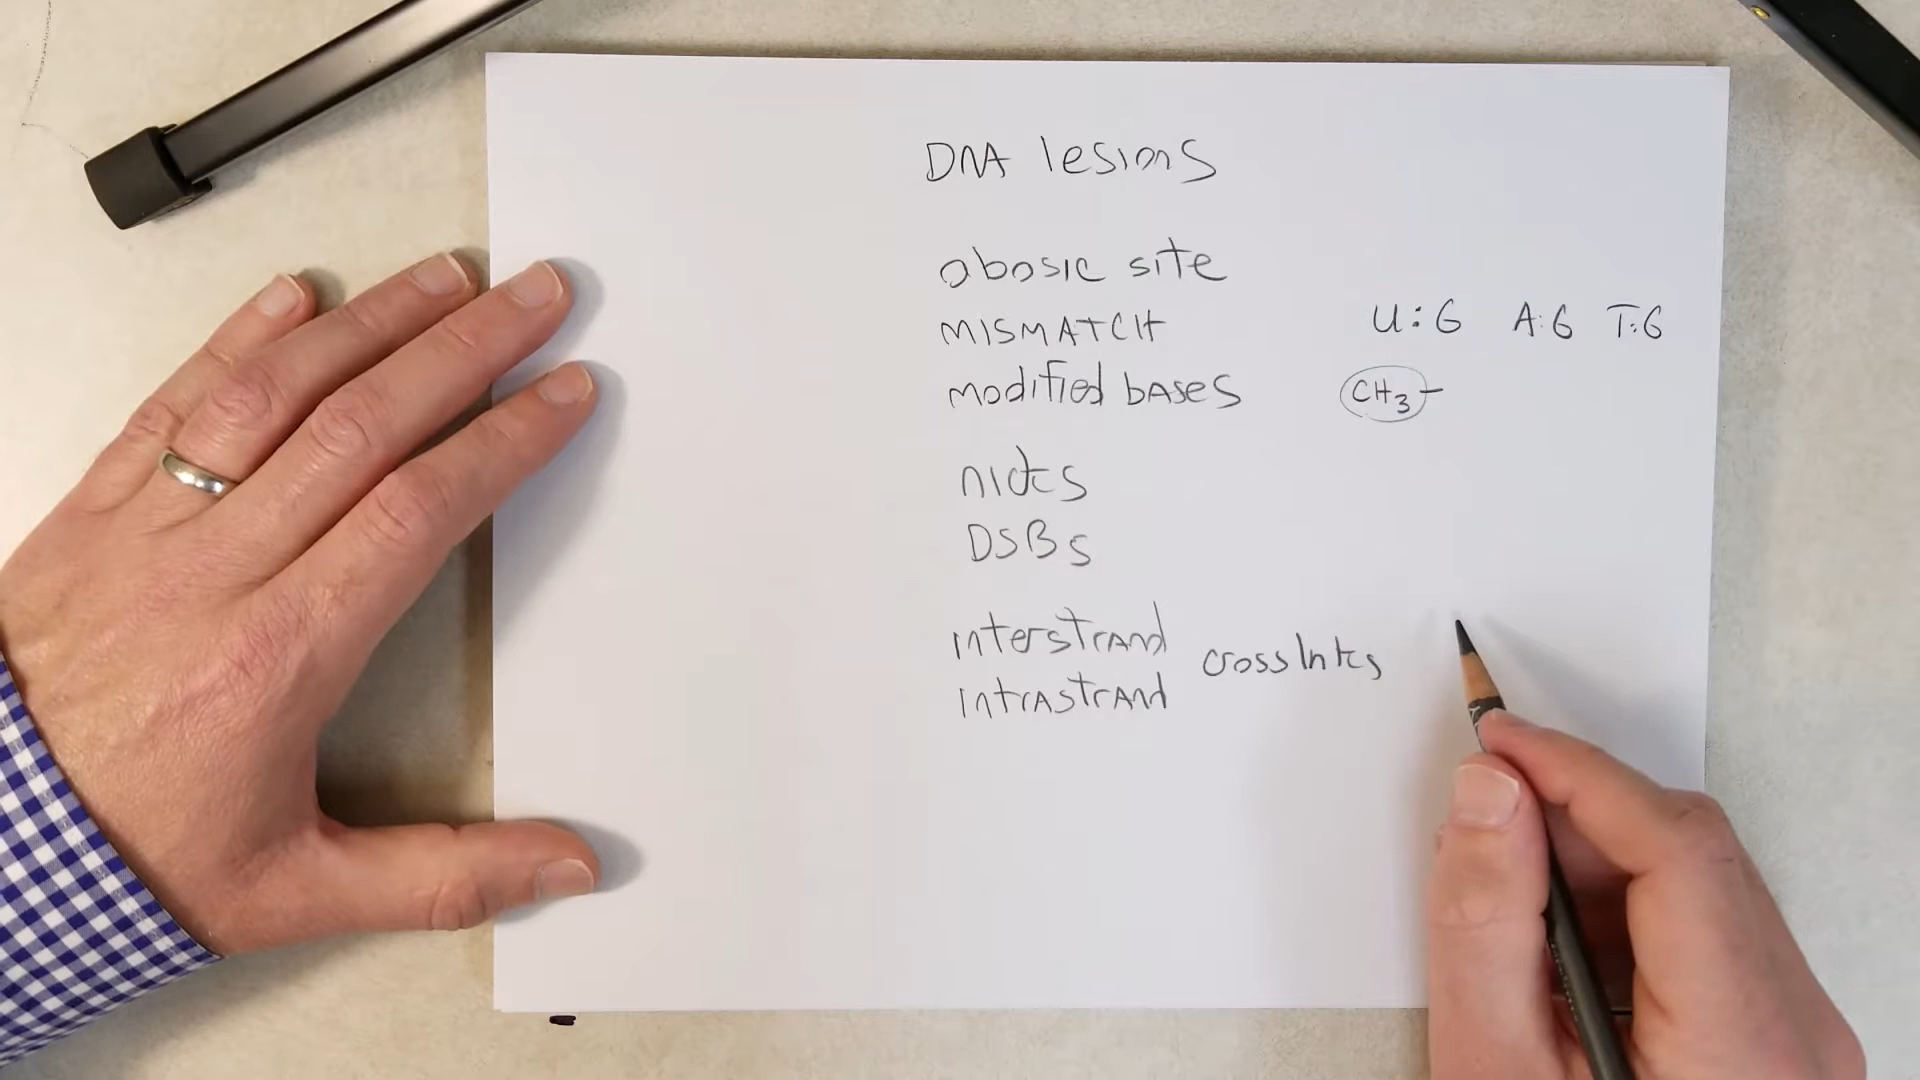 DNA lesions
abasic site
MISMATCH U:G A:G T:G
modified bases CH3-
nicks
DSBs
interstrand
crosslinks
intrastrand